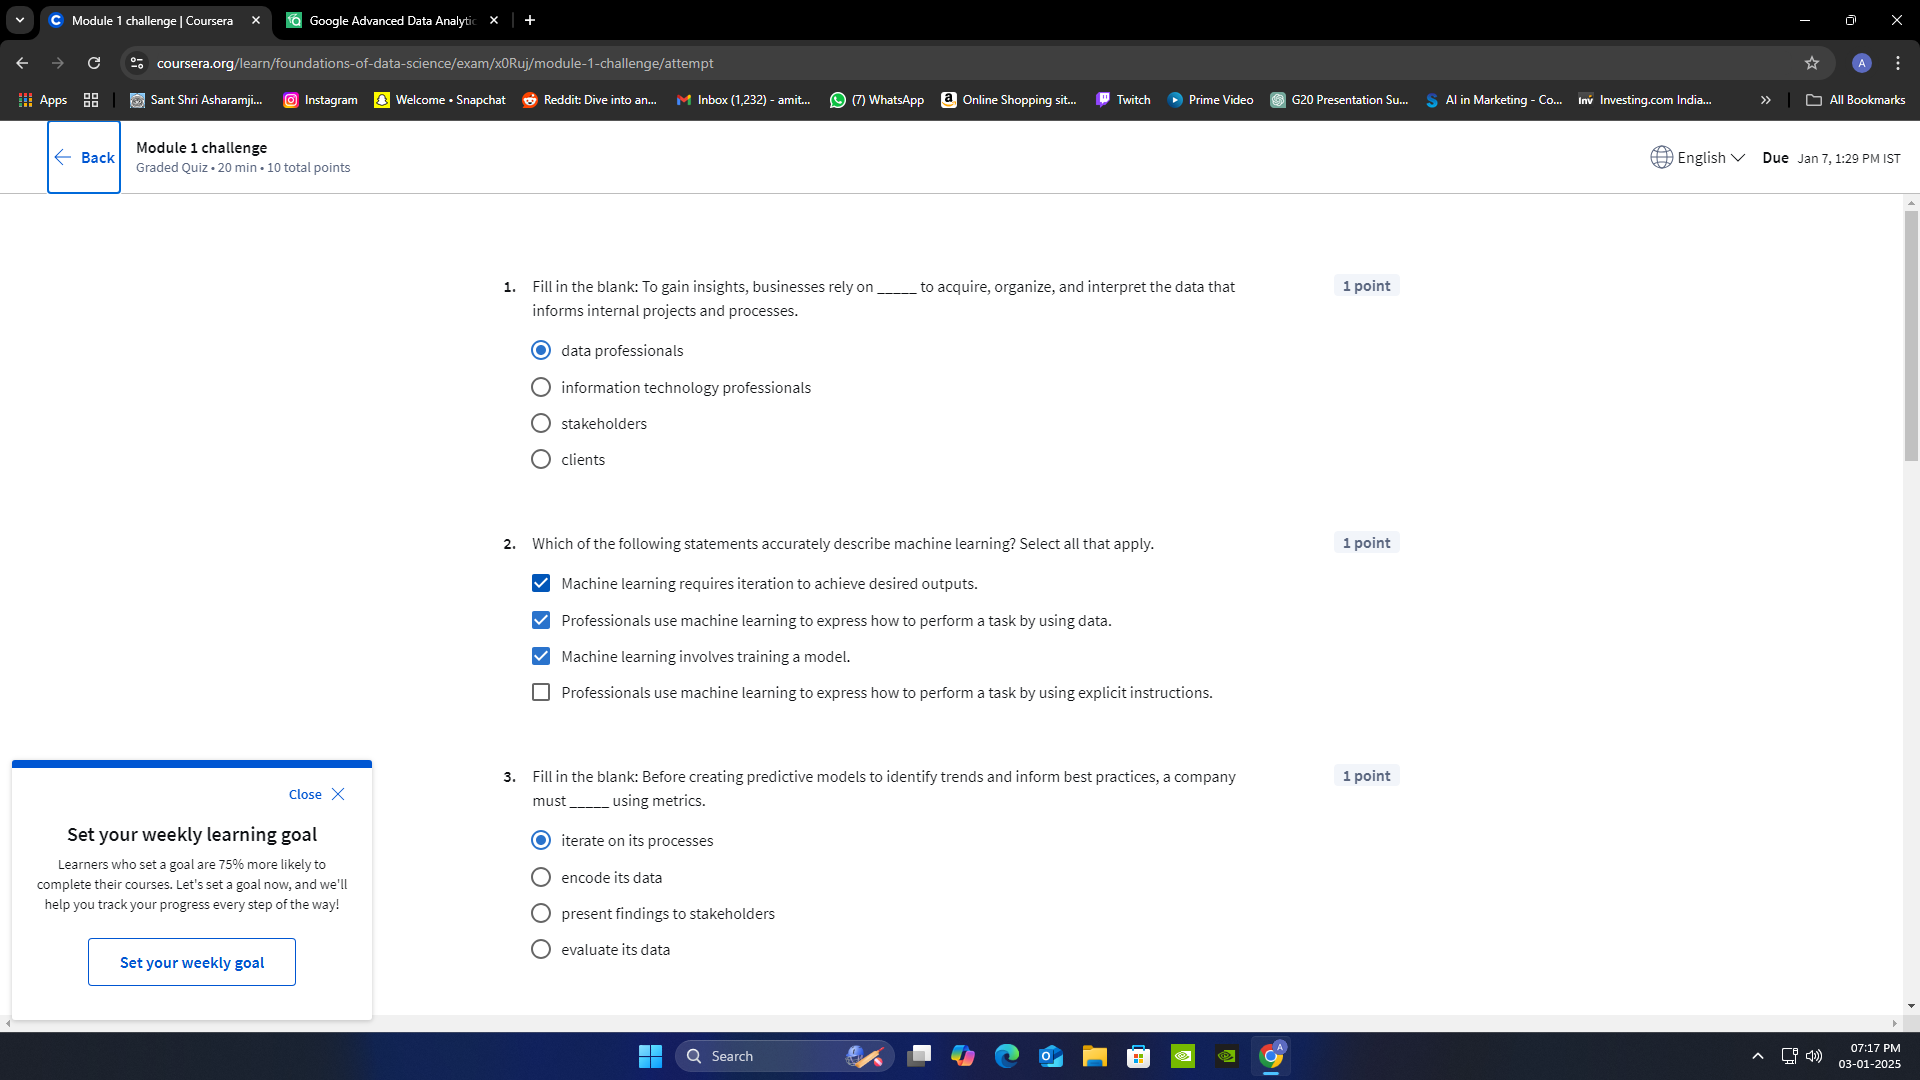 Module 1 challenge | Coursera
Google Advanced Data Analytic
coursera.org/learn/foundations-of-data-science/exam/x0Ruj/module-1-challenge/attempt
A
Apps
Sant Shri Asharamji...
Instagram
Welcome • Snapchat
Reddit: Dive into an...
Inbox (1,232) - amit...
(7) WhatsApp
Online Shopping sit...
Twitch
Prime Video
G20 Presentation Su...
AI in Marketing - Co...
Inv Investing.com India...
All Bookmarks
Back
Module 1 challenge
Graded Quiz • 20 min • 10 total points
English
Due Jan 7, 1:29 PM IST
1. Fill in the blank: To gain insights, businesses rely on _____ to acquire, organize, and interpret the data that
informs internal projects and processes.
1 point
data professionals
information technology professionals
stakeholders
clients
2. Which of the following statements accurately describe machine learning? Select all that apply.
1 point
Machine learning requires iteration to achieve desired outputs.
Professionals use machine learning to express how to perform a task by using data.
Machine learning involves training a model.
Professionals use machine learning to express how to perform a task by using explicit instructions.
3. Fill in the blank: Before creating predictive models to identify trends and inform best practices, a company
must _____ using metrics.
1 point
iterate on its processes
encode its data
present findings to stakeholders
evaluate its data
Close
Set your weekly learning goal
Learners who set a goal are 75% more likely to
complete their courses. Let's set a goal now, and we'll
help you track your progress every step of the way!
Set your weekly goal
Search
07:17 PM
03-01-2025